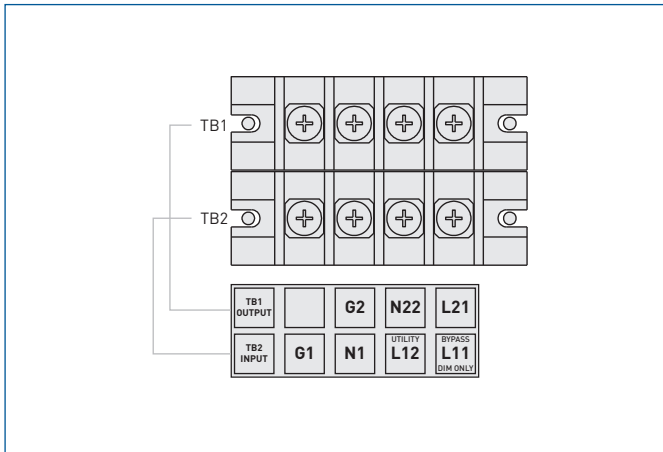 TB1
TB2
TB1
OUTPUT
G2
N22
L21
TB2
INPUT
G1
N1
UTILITY
L12
BYPASS
L11
DIM ONLY